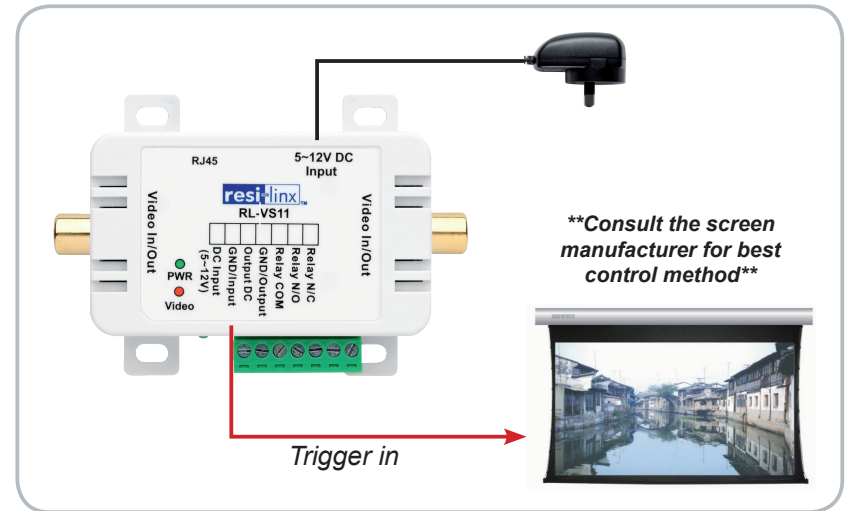 RJ45
5~12V DC
Input
resi-linx™
RL-VS11
Video In/Out
Video In/Out
DC Input
(5~12V)
GND/Input
Output DC
GND/Output
Relay COM
Relay N/O
Relay N/C
PWR
Video
**Consult the screen
manufacturer for best
control method**
Trigger in